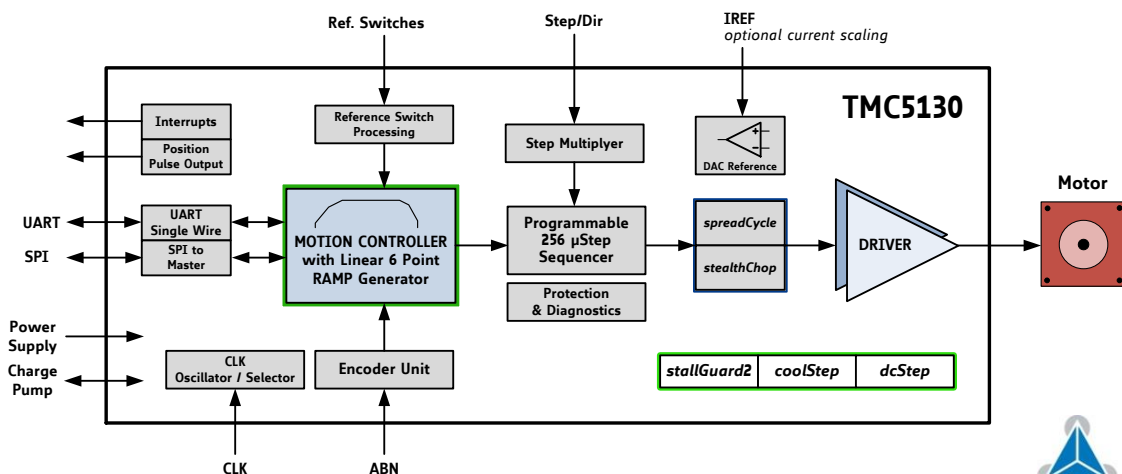 Ref. Switches
Step/Dir
IREF
optional current scaling
TMC5130
Interrupts
Position
Pulse Output
Reference Switch
Processing
Step Multiplyer
DAC Reference
Motor
UART
UART
Single Wire
SPI
SPI to
Master
MOTION CONTROLLER
with Linear 6 Point
RAMP Generator
Programmable
256 µStep
Sequencer
spreadCycle
stealthChop
DRIVER
Protection
& Diagnostics
Power
Supply
Charge
Pump
CLK
Oscillator / Selector
Encoder Unit
stallGuard2
coolStep
dcStep
CLK
ABN